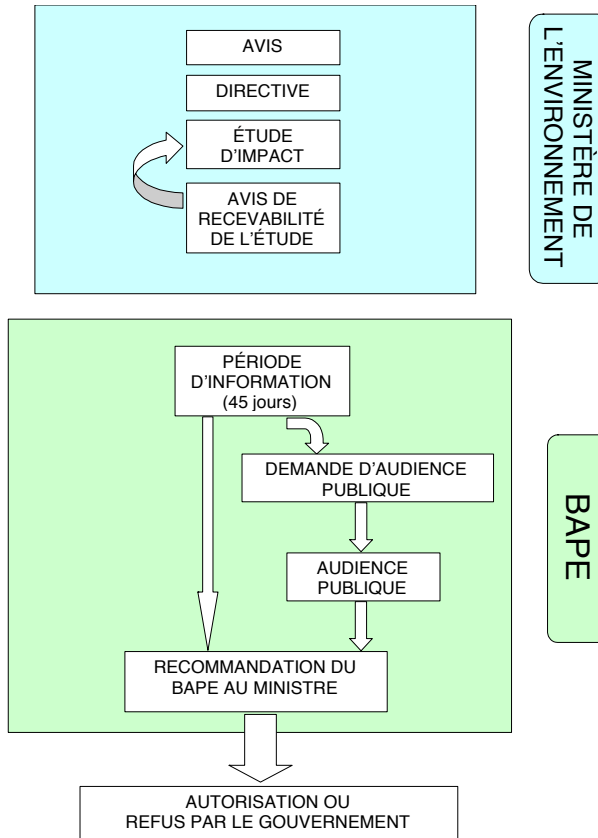 AVIS
DIRECTIVE
ÉTUDE
D'IMPACT
AVIS DE
RECEVABILITÉ
DE L'ÉTUDE
MINISTÈRE DE
L'ENVIRONNEMENT
PÉRIODE
D'INFORMATION
(45 jours)
DEMANDE D'AUDIENCE
PUBLIQUE
AUDIENCE
PUBLIQUE
RECOMMANDATION DU
BAPE AU MINISTRE
BAPE
AUTORISATION OU
REFUS PAR LE GOUVERNEMENT